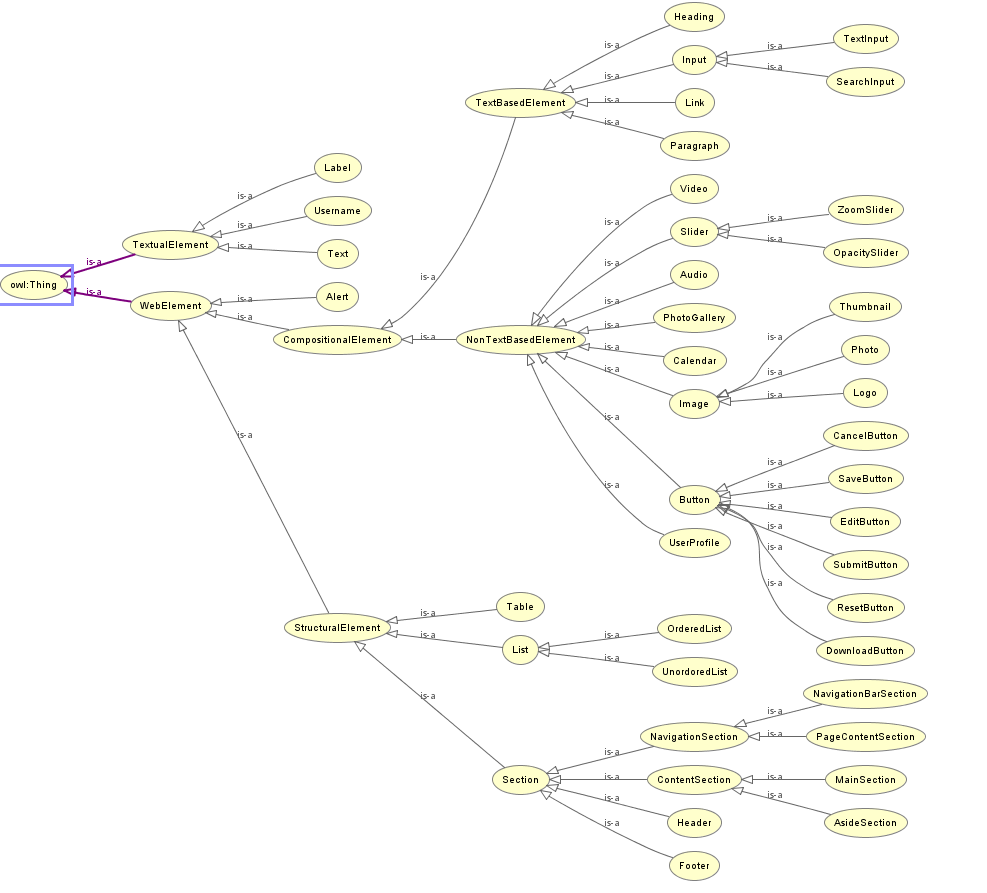 Heading
is-a
TextInput
is-a
is-a
Input
is-a
is-a
SearchInput
TextBasedElement
is-a
Link
is-a
Paragraph
Label
is-a
Username
is-a
TextualElement
is-a
Text
is-a
owl:Thing
is-a
WebElement
is-a
Alert
is-a
CompositionalElement
is-a
is-a
NonTextBasedElement
Video
is-a
Slider
is-a
ZoomSlider
is-a
is-a
OpacitySlider
Audio
is-a
PhotoGallery
is-a
Calendar
is-a
Image
is-a
Thumbnail
is-a
Photo
is-a
Logo
is-a
Button
is-a
CancelButton
is-a
SaveButton
is-a
EditButton
is-a
SubmitButton
is-a
ResetButton
is-a
DownloadButton
is-a
UserProfile
is-a
StructuralElement
is-a
Table
is-a
List
is-a
OrderedList
is-a
UnordoredList
is-a
Section
is-a
NavigationSection
is-a
NavigationBarSection
is-a
PageContentSection
is-a
ContentSection
is-a
MainSection
is-a
AsideSection
is-a
Header
is-a
Footer
is-a